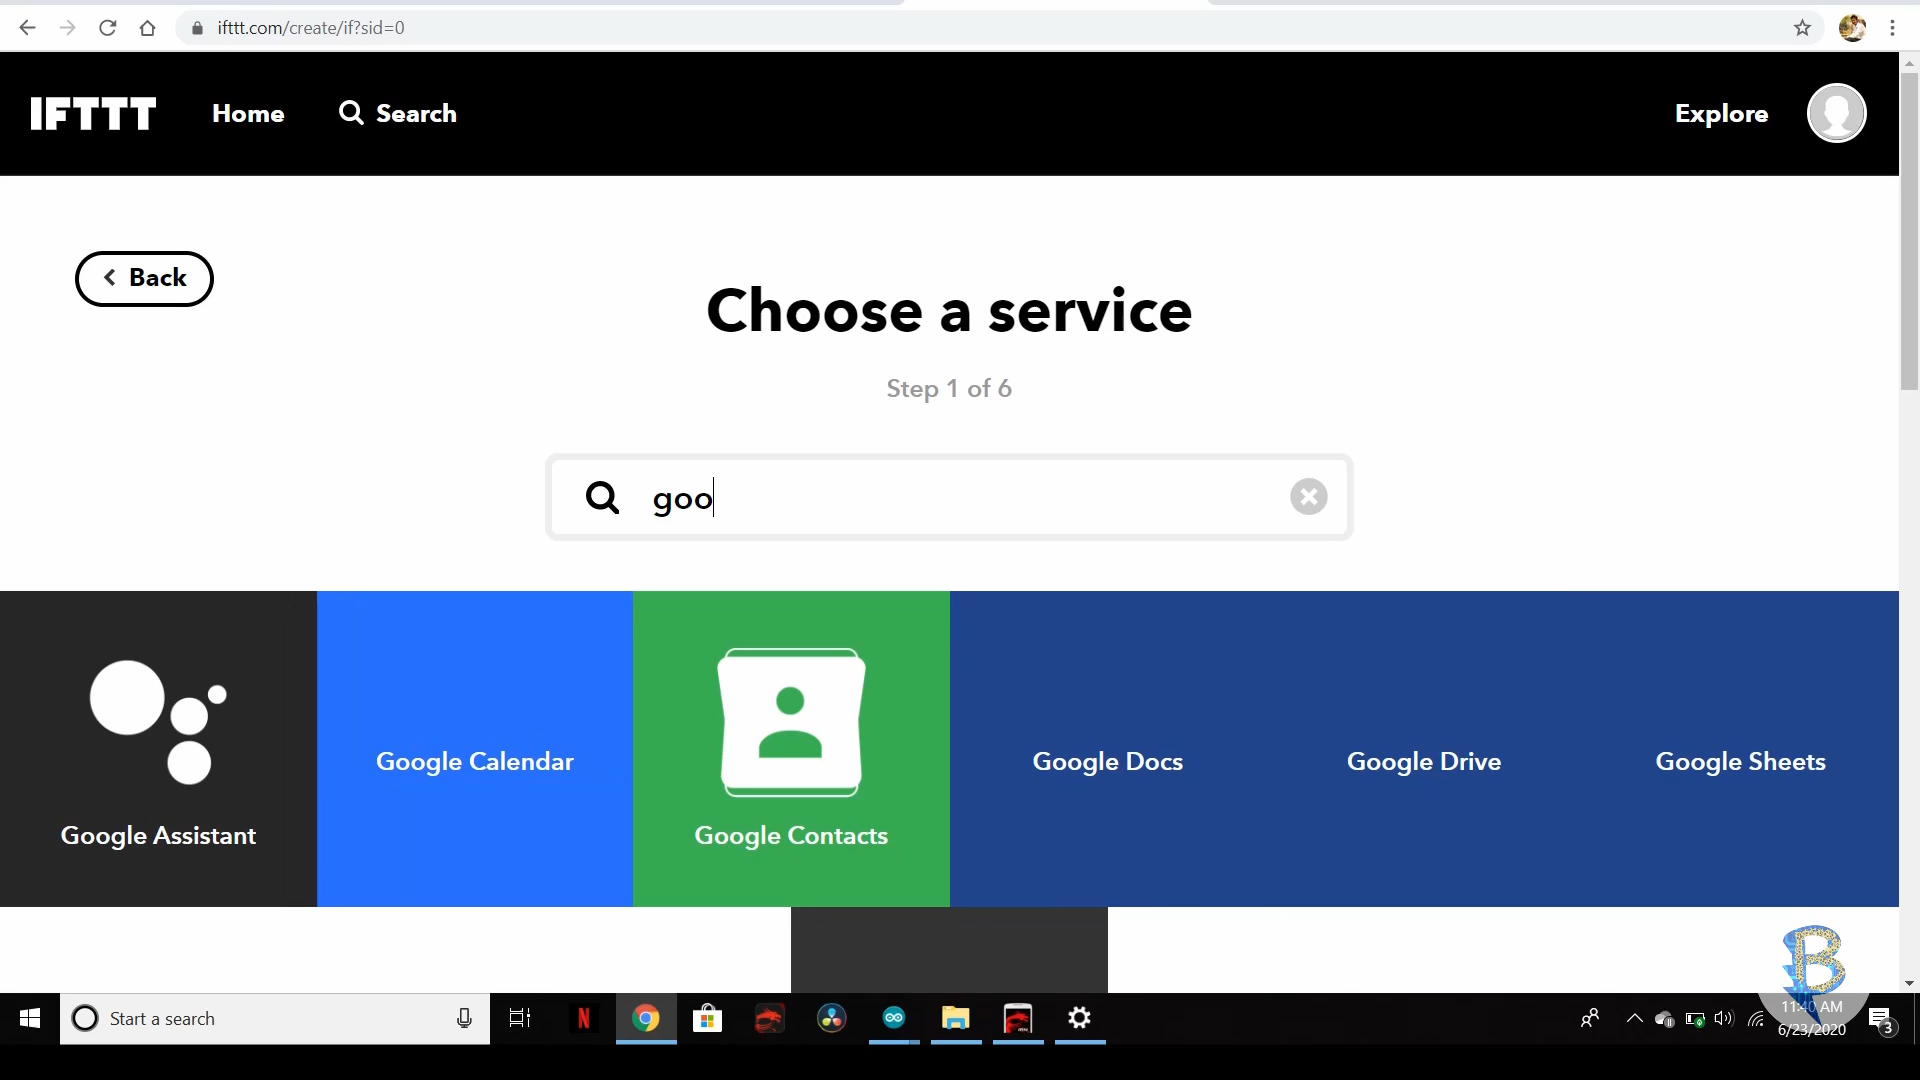 ifttt.com/create/if?sid=0
IFTTT Home Search Explore
Back
Choose a service
Step 1 of 6
goo
Google Assistant
Google Calendar
Google Contacts
Google Docs
Google Drive
Google Sheets
B
Start a search
N
11:40 AM
6/23/2020
3